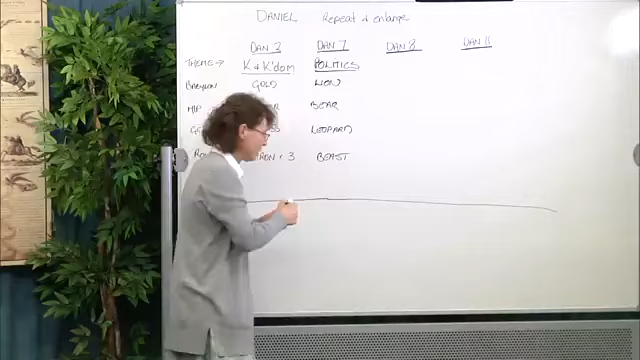 DANIEL Repeat & enlarge
DAN 2 DAN 7 DAN 8 DAN 11
THEME → K & K'dom POLITICS
BABYLON GOLD LION
M/P BEAR
LEOPARD
IRON + 3 BEAST